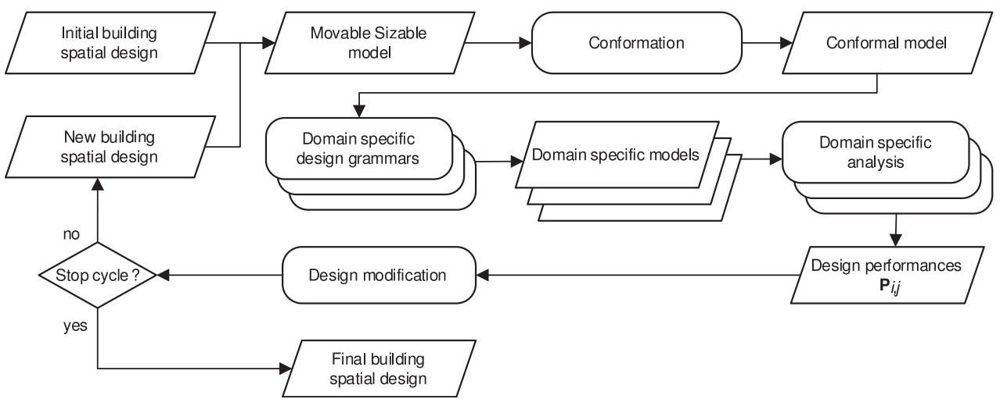 Initial building
spatial design
Movable Sizable
model
Conformation
Conformal model
New building
spatial design
Domain specific
design grammars
Domain specific models
Domain specific
analysis
no
Stop cycle ?
Design modification
Design performances
P i,j
yes
Final building
spatial design